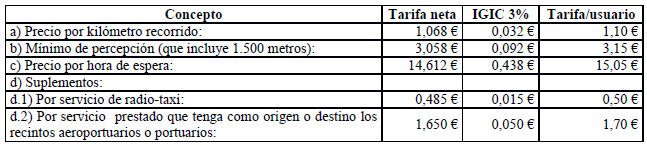 Concepto Tarifa neta IGIC 3% Tarifa/usuario
a) Precio por kilómetro recorrido: 1,068 € 0,032 € 1,10 €
b) Mínimo de percepción (que incluye 1.500 metros): 3,058 € 0,092 € 3,15 €
c) Precio por hora de espera: 14,612 € 0,438 € 15,05 €
d) Suplementos:
d.1) Por servicio de radio-taxi: 0,485 € 0,015 € 0,50 €
d.2) Por servicio prestado que tenga como origen o destino los
recintos aeroportuarios o portuarios: 1,650 € 0,050 € 1,70 €